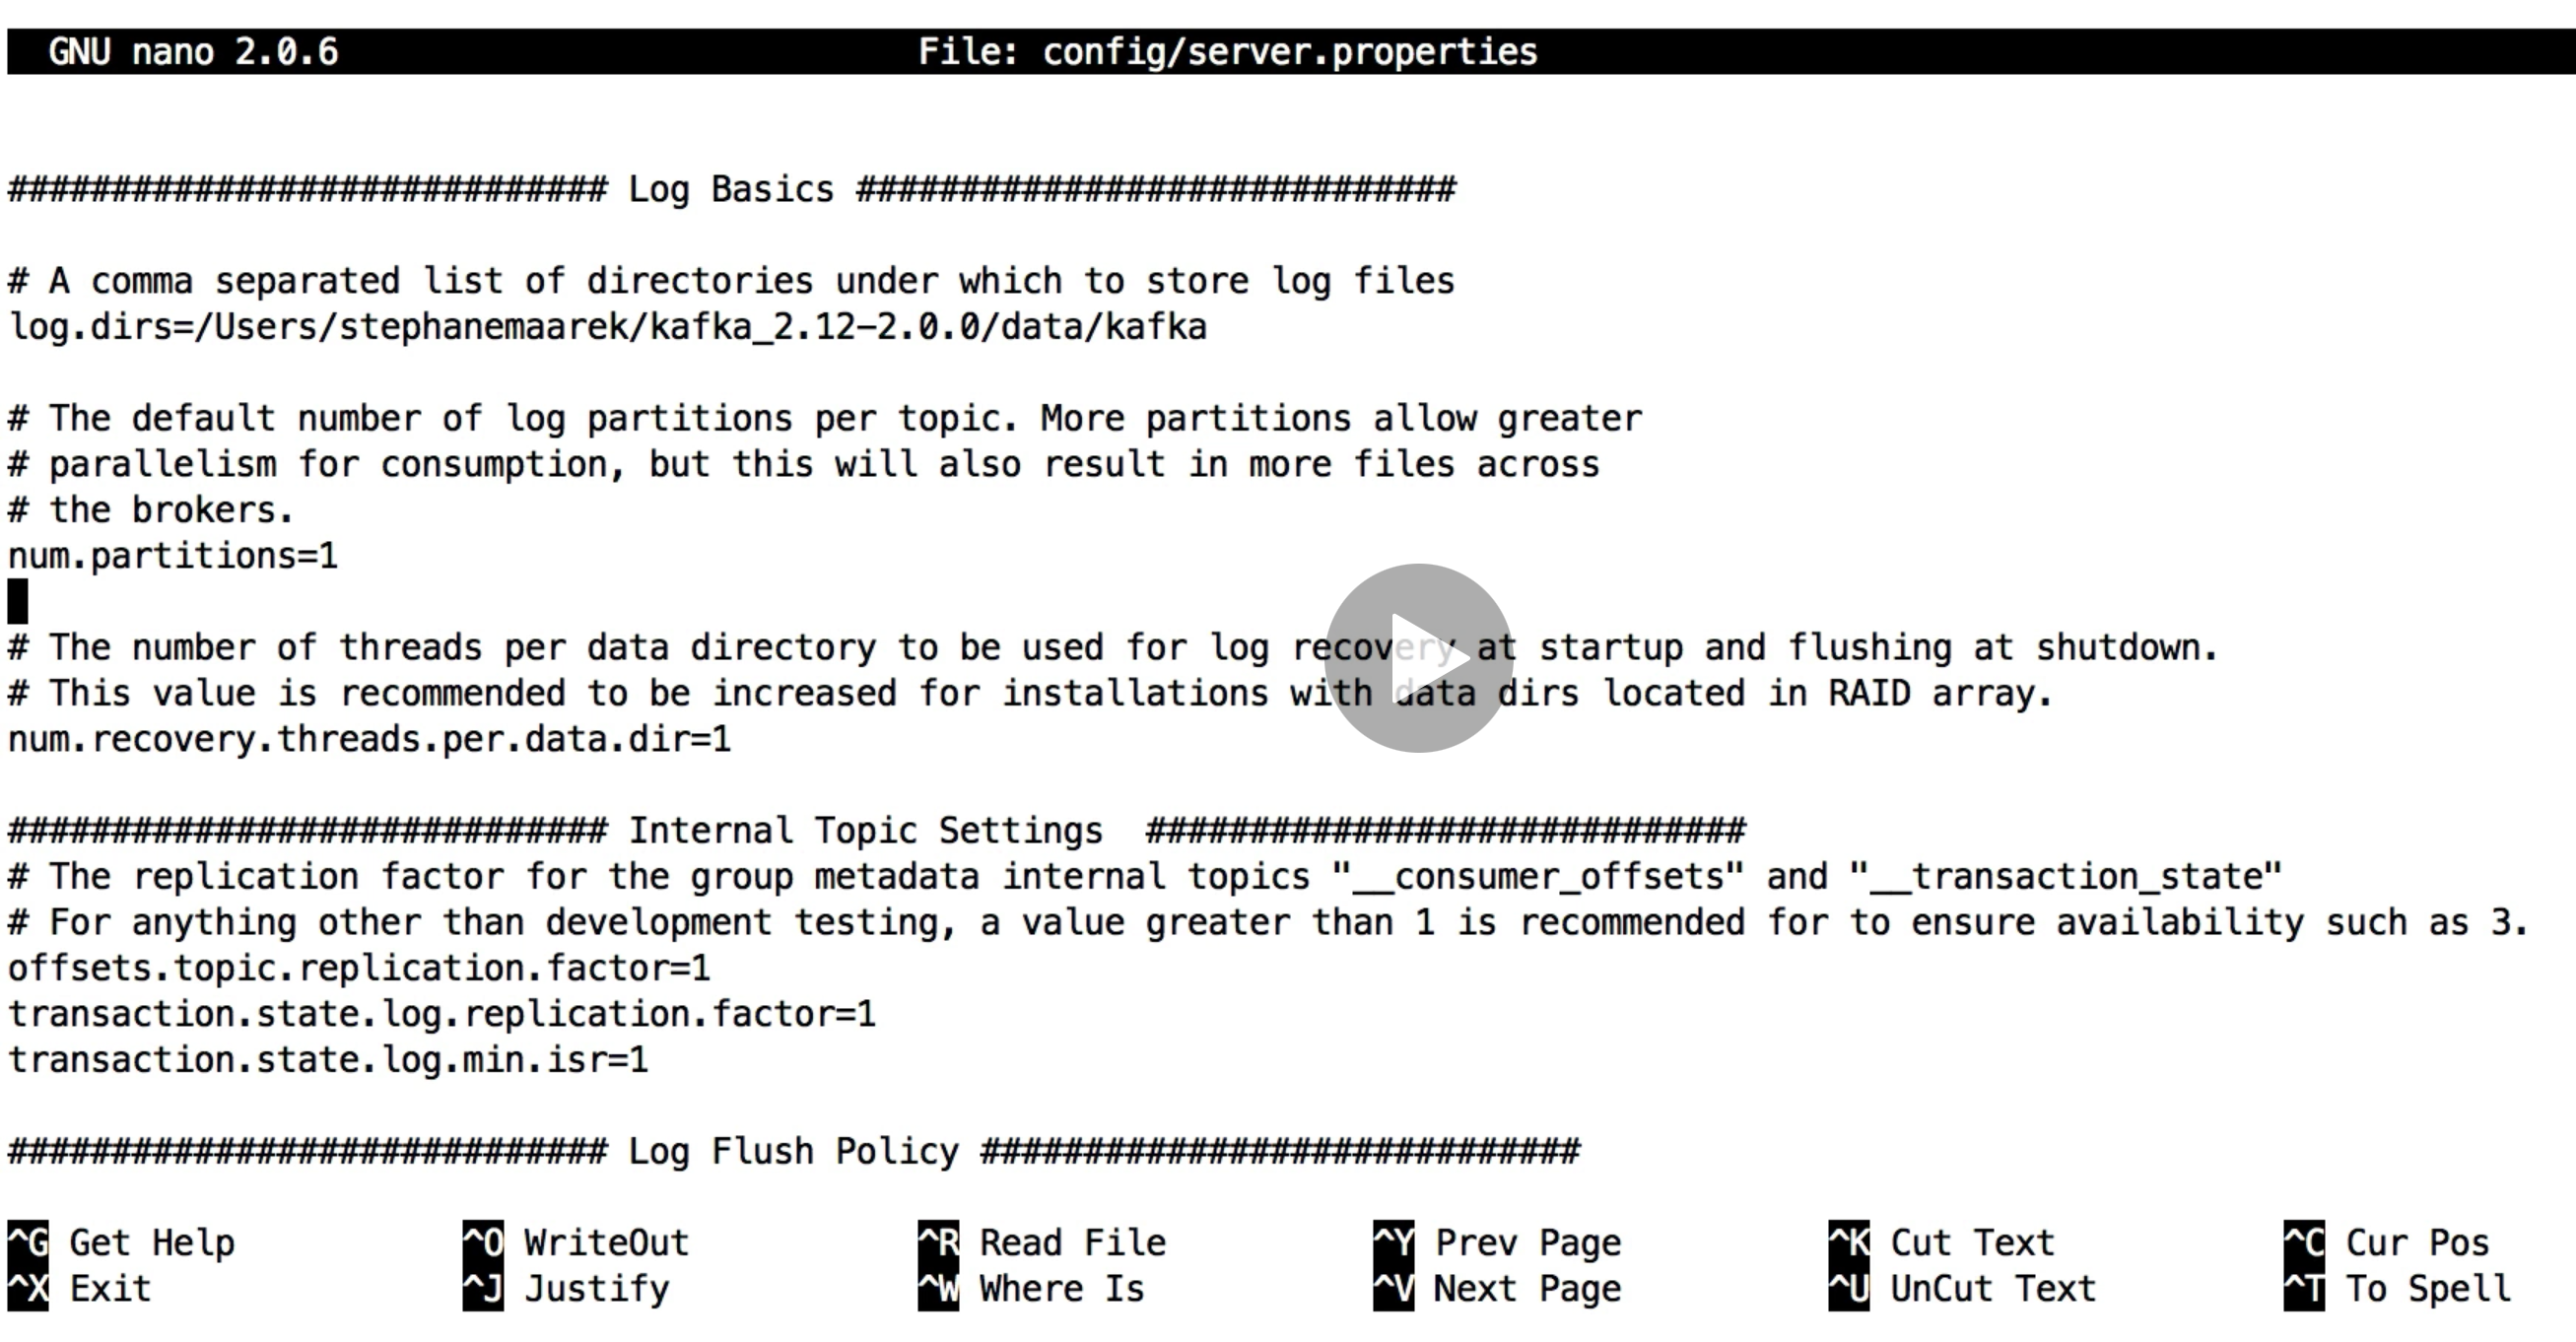 GNU nano 2.0.6 File: config/server.properties
############################# Log Basics #############################
# A comma separated list of directories under which to store log files
log.dirs=/Users/stephanemaarek/kafka_2.12-2.0.0/data/kafka
# The default number of log partitions per topic. More partitions allow greater
# parallelism for consumption, but this will also result in more files across
# the brokers.
num.partitions=1
# The number of threads per data directory to be used for log recovery at startup and flushing at shutdown.
# This value is recommended to be increased for installations with data dirs located in RAID array.
num.recovery.threads.per.data.dir=1
############################# Internal Topic Settings  #############################
# The replication factor for the group metadata internal topics "__consumer_offsets" and "__transaction_state"
# For anything other than development testing, a value greater than 1 is recommended for to ensure availability such as 3.
offsets.topic.replication.factor=1
transaction.state.log.replication.factor=1
transaction.state.log.min.isr=1
############################# Log Flush Policy #############################
^G Get Help ^O WriteOut ^R Read File ^Y Prev Page ^K Cut Text ^C Cur Pos
^X Exit ^J Justify ^W Where Is ^V Next Page ^U UnCut Text ^T To Spell